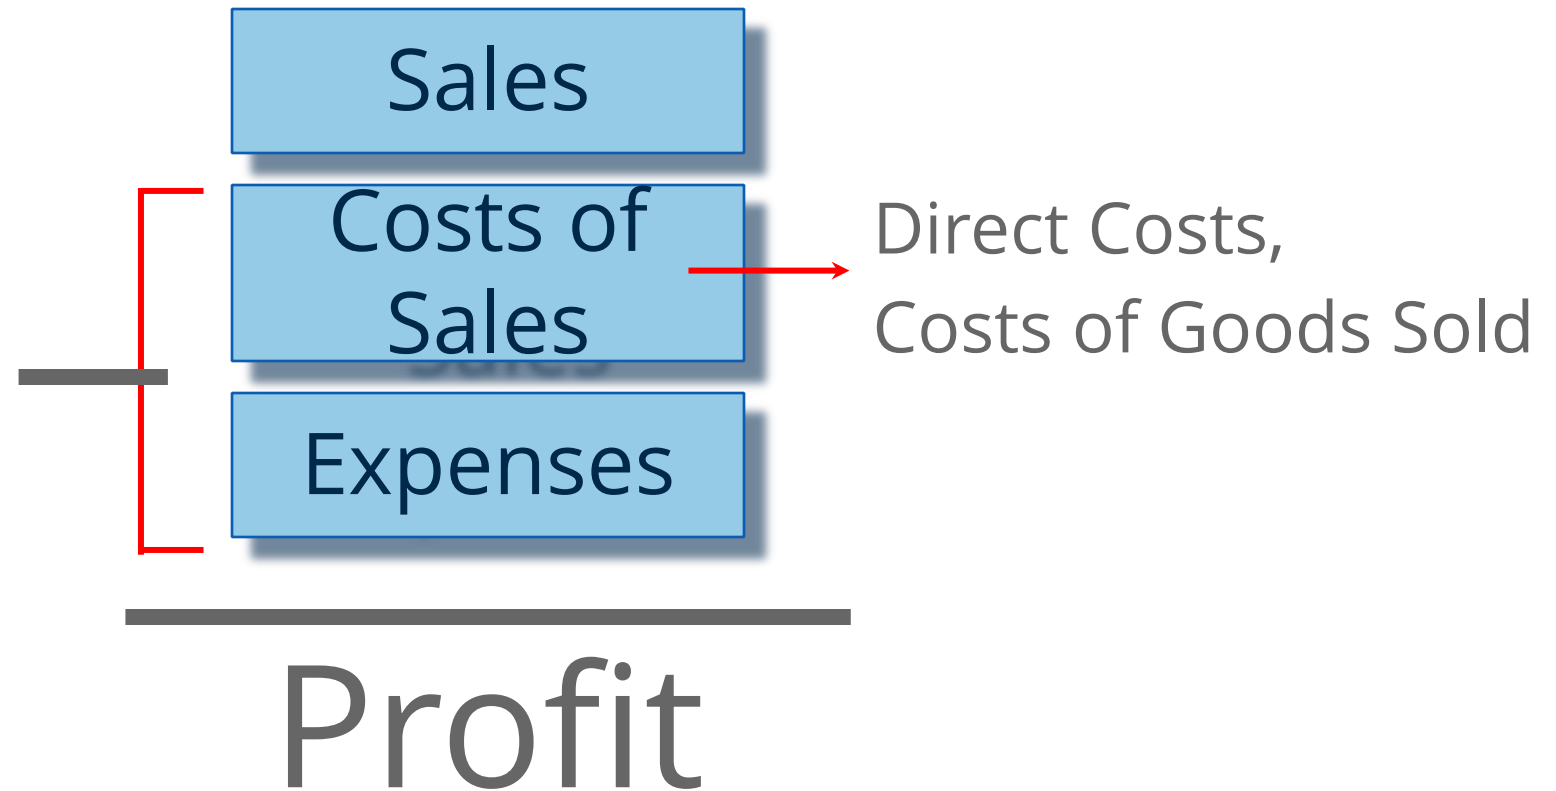 Sales
Costs of
Sales
Direct Costs,
Costs of Goods Sold
Expenses
Profit